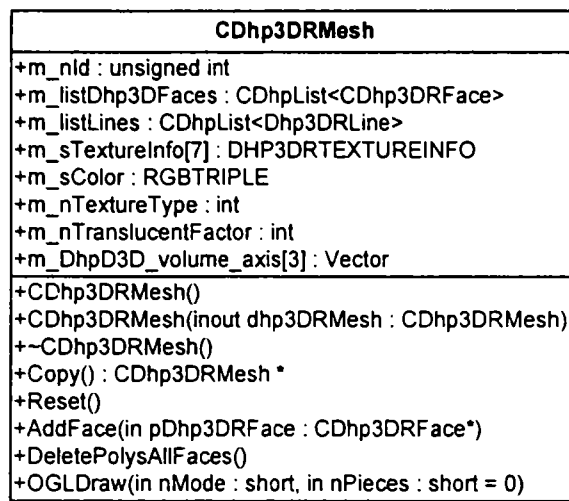 CDhp3DRMesh
+m_nId : unsigned int
+m_listDhp3DFaces : CDhpList<CDhp3DRFace>
+m_listLines : CDhpList<Dhp3DRLine>
+m_sTextureInfo[7] : DHP3DRTEXTUREINFO
+m_sColor : RGBTRIPLE
+m_nTextureType : int
+m_nTranslucentFactor : int
+m_DhpD3D_volume_axis[3] : Vector
+CDhp3DRMesh()
+CDhp3DRMesh(inout dhp3DRMesh : CDhp3DRMesh)
+~CDhp3DRMesh()
+Copy() : CDhp3DRMesh *
+Reset()
+AddFace(in pDhp3DRFace : CDhp3DRFace*)
+DeletePolysAllFaces()
+OGLDraw(in nMode : short, in nPieces : short = 0)